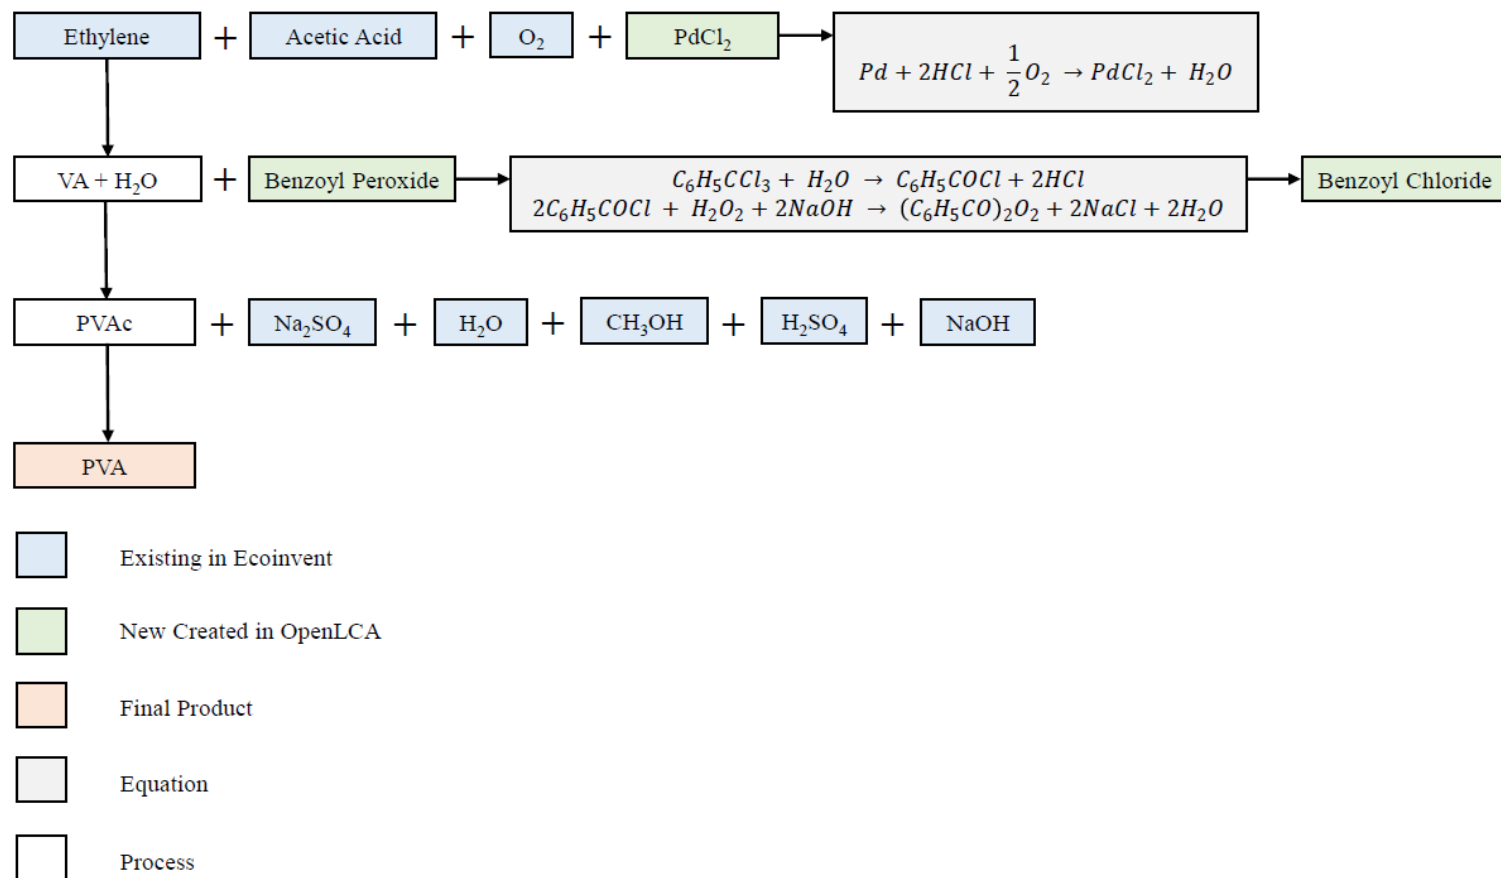 Ethylene + Acetic Acid + O₂ + PdCl₂
Pd + 2HCl + 1/2 O₂ → PdCl₂ + H₂O
VA + H₂O + Benzoyl Peroxide
C₆H₅CCl₃ + H₂O → C₆H₅COCl + 2HCl
2C₆H₅COCl + H₂O₂ + 2NaOH → (C₆H₅CO)₂O₂ + 2NaCl + 2H₂O
Benzoyl Chloride
PVAc + Na₂SO₄ + H₂O + CH₃OH + H₂SO₄ + NaOH
PVA
Existing in Ecoinvent
New Created in OpenLCA
Final Product
Equation
Process